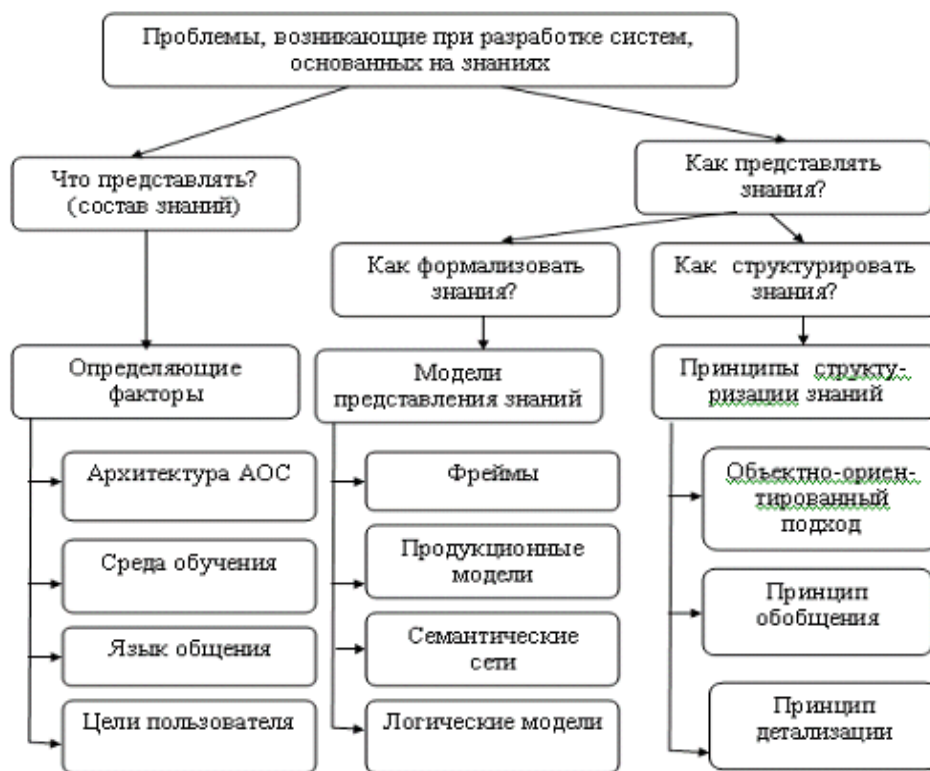 Проблемы, возникающие при разработке систем,
основанных на знаниях
Что представлять?
(состав знаний)
Как представлять
знания?
Как формализовать
знания?
Как структурировать
знания?
Определяющие
факторы
Модели
представления знаний
Принципы структу-
ризации знаний
Архитектура АОС
Среда обучения
Язык общения
Цели пользователя
Фреймы
Продукционные
модели
Семантические
сети
Логические модели
Объектно-ориен-
тированный
подход
Принцип
обобщения
Принцип
детализации